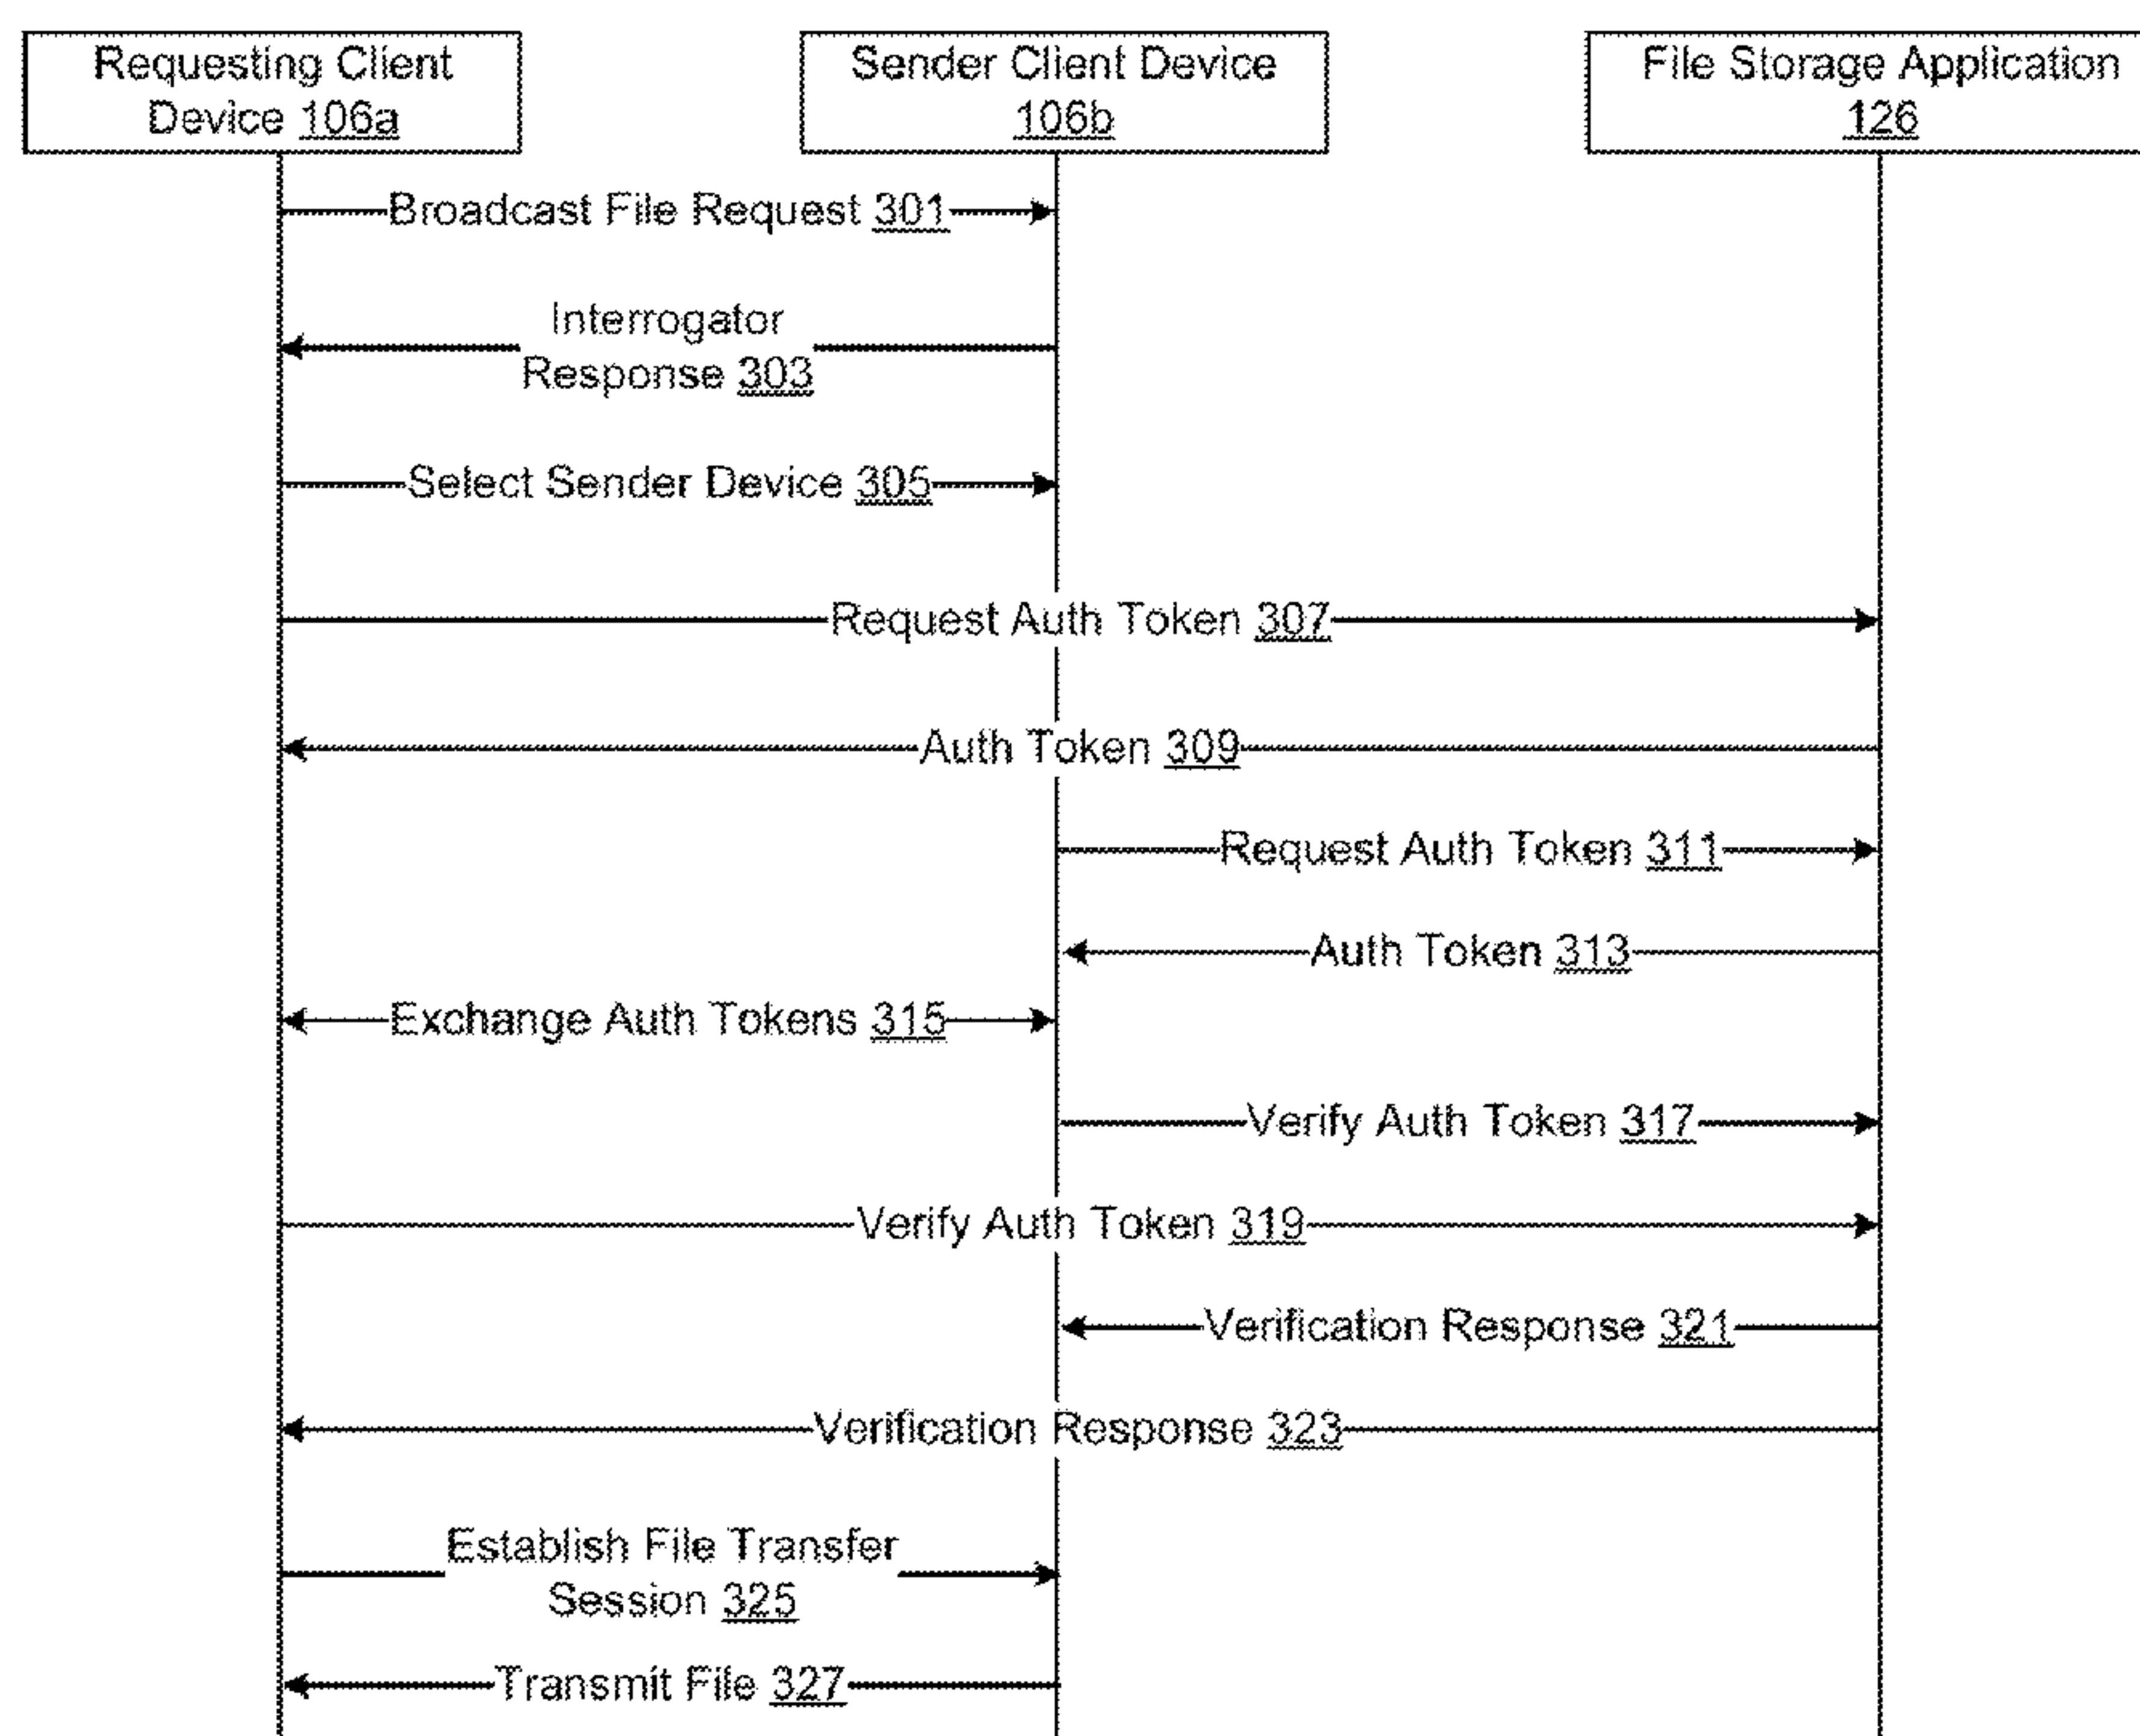 Requesting Client
Device 106a
Sender Client Device
106b
File Storage Application
126
Broadcast File Request 301
Interrogator
Response 303
Select Sender Device 305
Request Auth Token 307
Auth Token 309
Request Auth Token 311
Auth Token 313
Exchange Auth Tokens 315
Verify Auth Token 317
Verify Auth Token 319
Verification Response 321
Verification Response 323
Establish File Transfer
Session 325
Transmit File 327